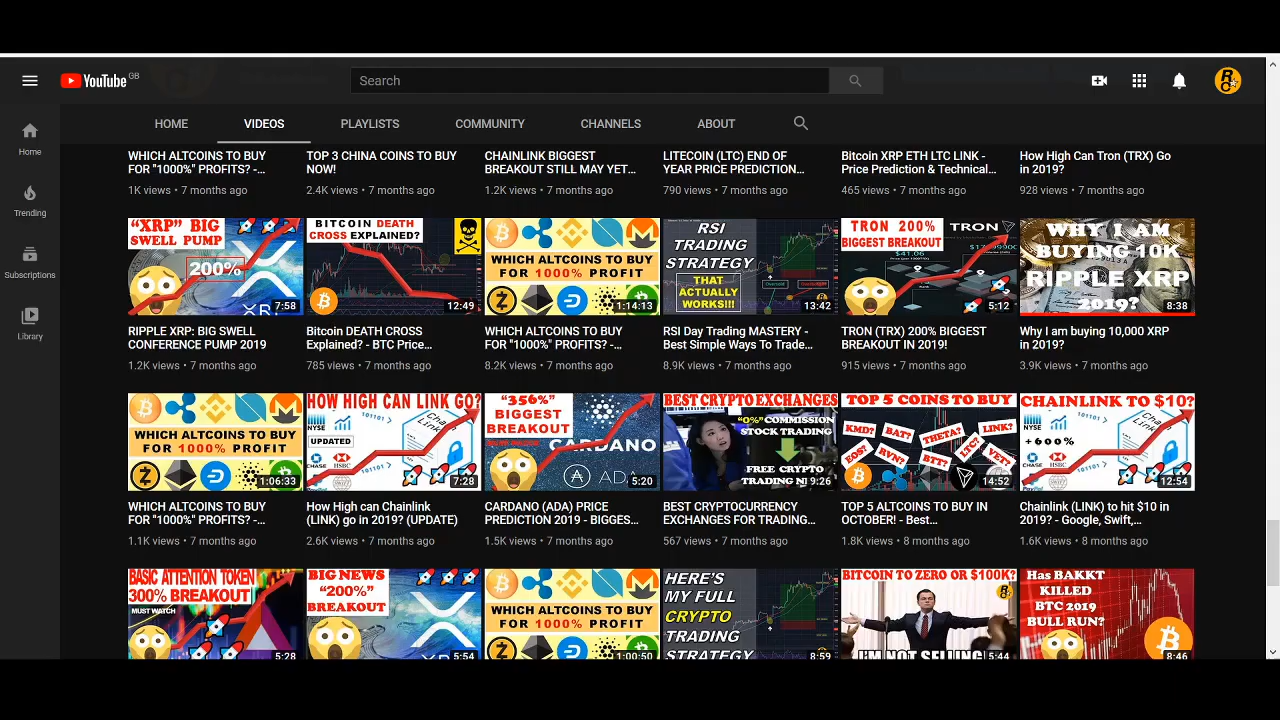 YouTube GB
Search
HOME VIDEOS PLAYLISTS COMMUNITY CHANNELS ABOUT
Home
Trending
Subscriptions
Library
WHICH ALTCOINS TO BUY
FOR "1000%" PROFITS? -...
1K views • 7 months ago
TOP 3 CHINA COINS TO BUY
NOW!
2.4K views • 7 months ago
CHAINLINK BIGGEST
BREAKOUT STILL MAY YET...
1.2K views • 7 months ago
LITECOIN (LTC) END OF
YEAR PRICE PREDICTION...
790 views • 7 months ago
Bitcoin XRP ETH LTC LINK -
Price Prediction & Technical...
465 views • 7 months ago
How High Can Tron (TRX) Go
in 2019?
928 views • 7 months ago
"XRP" BIG
SWELL PUMP
200%
7:58
RIPPLE XRP: BIG SWELL
CONFERENCE PUMP 2019
1.2K views • 7 months ago
BITCOIN DEATH
CROSS EXPLAINED?
12:49
Bitcoin DEATH CROSS
Explained? - BTC Price...
785 views • 7 months ago
WHICH ALTCOINS TO BUY
FOR 1000% PROFIT
1:14:13
WHICH ALTCOINS TO BUY
FOR "1000%" PROFITS? -...
8.2K views • 7 months ago
RSI
TRADING
STRATEGY
THAT
ACTUALLY
WORKS!!!
13:42
RSI Day Trading MASTERY -
Best Simple Ways To Trade...
8.9K views • 7 months ago
TRON 200%
BIGGEST BREAKOUT
TRON
$41.06
5:12
TRON (TRX) 200% BIGGEST
BREAKOUT IN 2019!
915 views • 7 months ago
WHY I AM
BUYING 10K
RIPPLE XRP
2019?
8:38
Why I am buying 10,000 XRP
in 2019?
3.9K views • 7 months ago
WHICH ALTCOINS TO BUY
FOR 1000% PROFIT
1:06:33
WHICH ALTCOINS TO BUY
FOR "1000%" PROFITS? -...
1.1K views • 7 months ago
HOW HIGH CAN LINK GO?
NYSE
UPDATED
CHASE HSBC
PayPal
7:28
How High can Chainlink
(LINK) go in 2019? (UPDATE)
2.6K views • 7 months ago
"356%"
BIGGEST
BREAKOUT
CARDANO
ADA
5:20
CARDANO (ADA) PRICE
PREDICTION 2019 - BIGGES...
1.5K views • 7 months ago
BEST CRYPTO EXCHANGES
"0%" COMMISSION
STOCK TRADING
FREE CRYPTO
9:26
BEST CRYPTOCURRENCY
EXCHANGES FOR TRADING...
567 views • 7 months ago
TOP 5 COINS TO BUY
KMD? BAT? THETA? LINK?
EOS? RVN? BTT? LTC? VET?
14:52
TOP 5 ALTCOINS TO BUY IN
OCTOBER! - Best...
1.8K views • 8 months ago
CHAINLINK TO $10?
NYSE
+600%
CHASE HSBC
PayPal
12:54
Chainlink (LINK) to hit $10 in
2019? - Google, Swift,...
1.6K views • 8 months ago
BASIC ATTENTION TOKEN
300% BREAKOUT
MUST WATCH
5:28
BIG NEWS
"200%"
BREAKOUT
5:54
WHICH ALTCOINS TO BUY
FOR 1000% PROFIT
1:00:50
HERE'S
MY FULL
CRYPTO
TRADING
STRATEGY
8:59
BITCOIN TO ZERO OR $100K?
I'M NOT SELLING
5:44
Has BAKKT
KILLED
BTC 2019
BULL RUN?
8:46